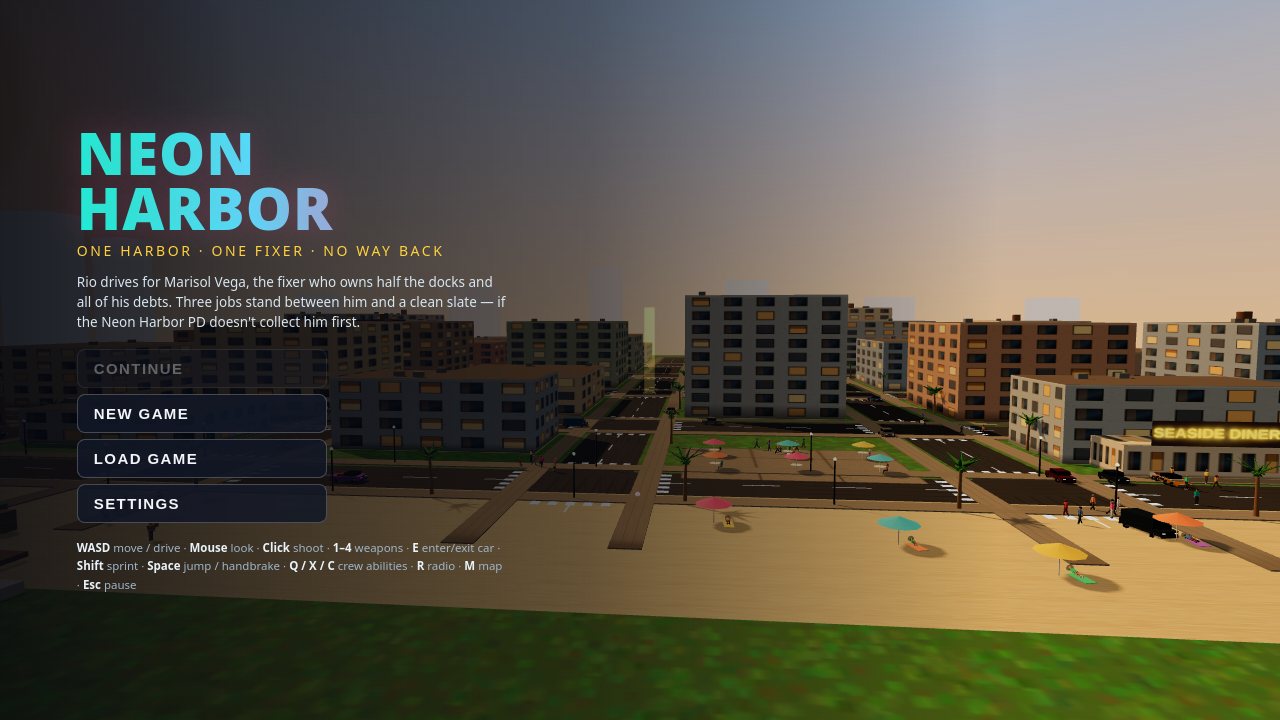 NEON
HARBOR
ONE HARBOR · ONE FIXER · NO WAY BACK
Rio drives for Marisol Vega, the fixer who owns half the docks and
all of his debts. Three jobs stand between him and a clean slate — if
the Neon Harbor PD doesn't collect him first.
CONTINUE
NEW GAME
LOAD GAME
SETTINGS
WASD move / drive · Mouse look · Click shoot · 1–4 weapons · E enter/exit car ·
Shift sprint · Space jump / handbrake · Q / X / C crew abilities · R radio · M map
· Esc pause
SEASIDE DINER